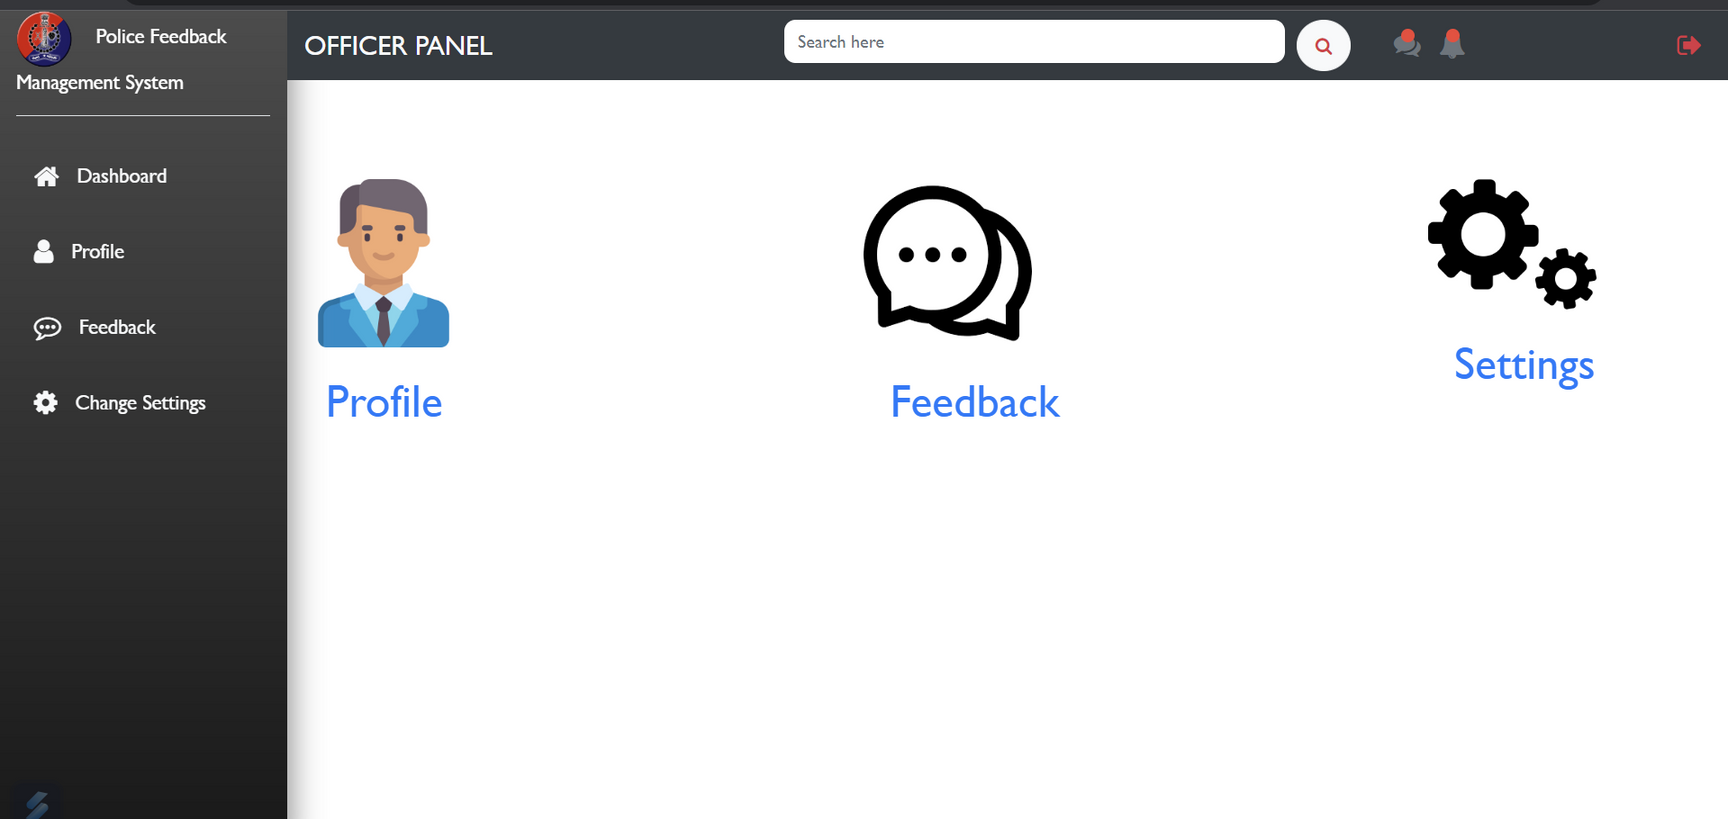 Police Feedback
Management System
OFFICER PANEL
Search here
Dashboard
Profile
Feedback
Change Settings
Profile
Feedback
Settings